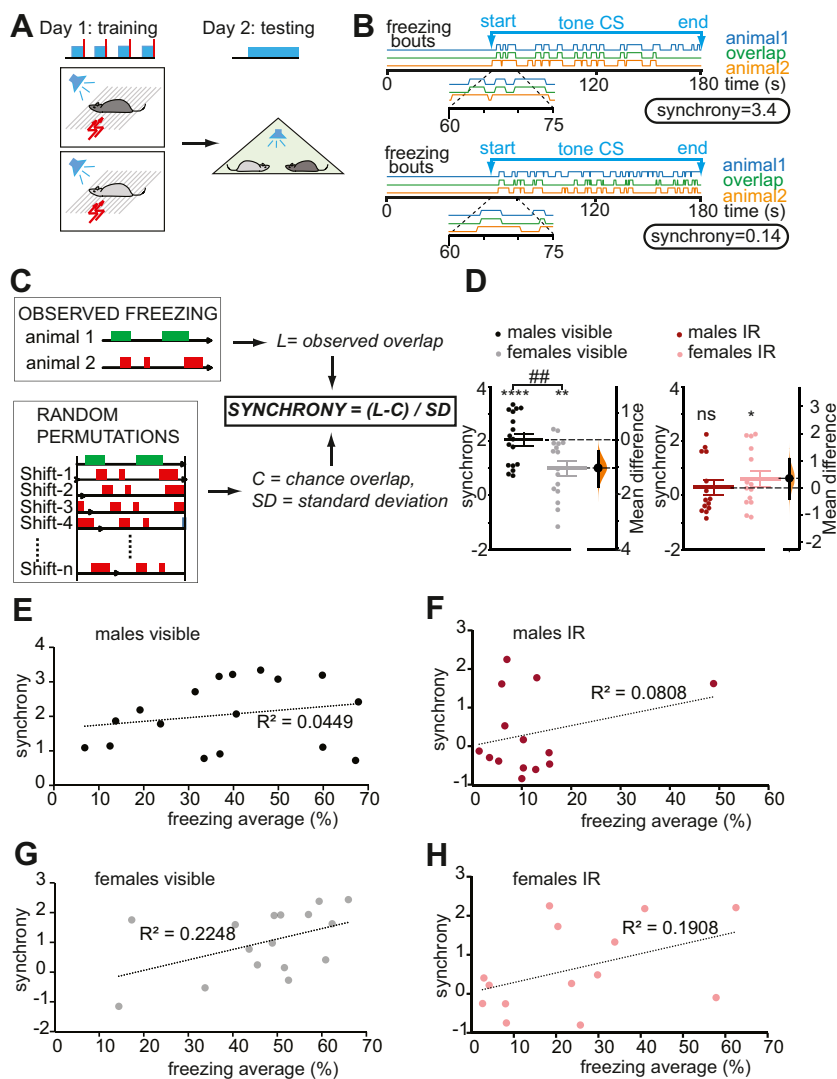 A
Day 1: training
Day 2: testing
B
freezing bouts
start
tone CS
end
animal1
overlap
animal2
0
120
180
time (s)
60
75
synchrony=3.4
freezing bouts
start
tone CS
end
animal1
overlap
animal2
0
120
180
time (s)
60
75
synchrony=0.14
C
OBSERVED FREEZING
animal 1
animal 2
L= observed overlap
SYNCHRONY = (L-C) / SD
RANDOM
PERMUTATIONS
Shift-1
Shift-2
Shift-3
Shift-4
Shift-n
C = chance overlap,
SD = standard deviation
D
males visible
females visible
##
****
**
synchrony
4
2
0
-2
Mean difference
1
0
-1
-2
-4
males IR
females IR
ns
*
synchrony
4
2
0
-2
Mean difference
3
2
1
0
-1
-2
E
males visible
synchrony
4
3
2
1
0
R² = 0.0449
0 10 20 30 40 50 60 70
freezing average (%)
F
males IR
synchrony
3
2
1
0
-1
R² = 0.0808
0 10 20 30 40 50 60
freezing average (%)
G
females visible
synchrony
3
2
1
0
-1
-2
R² = 0.2248
0 10 20 30 40 50 60 70
freezing average (%)
H
females IR
synchrony
3
2
1
0
-1
R² = 0.1908
0 10 20 30 40 50 60 70
freezing average (%)